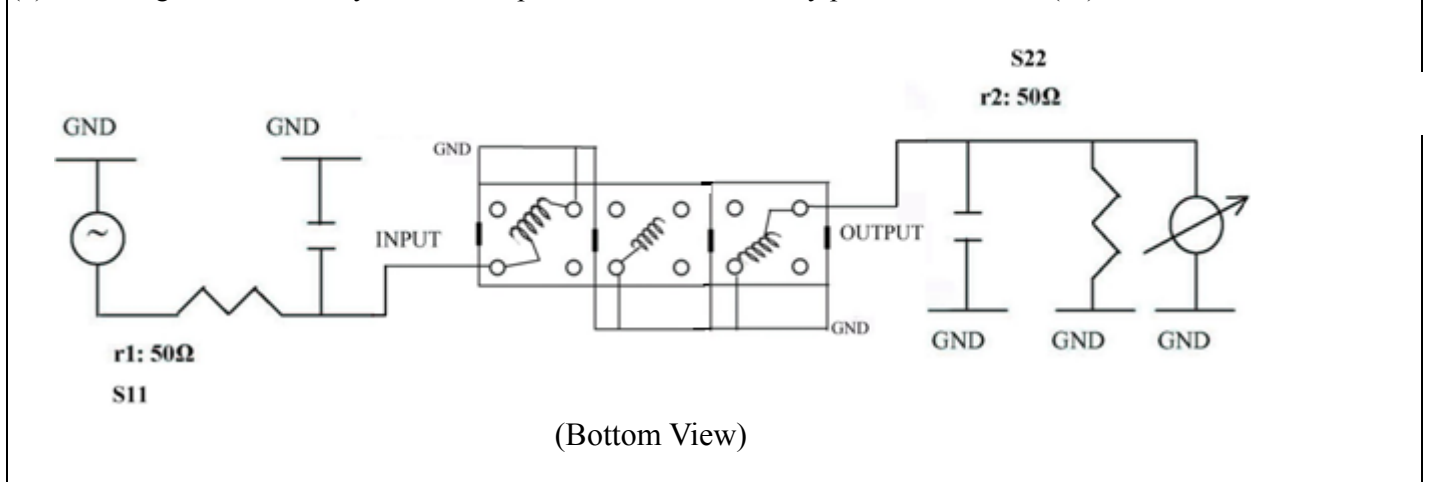 S22
r2: 50Ω
GND
GND
GND
INPUT
OUTPUT
GND
GND
GND
GND
r1: 50Ω
S11
(Bottom View)